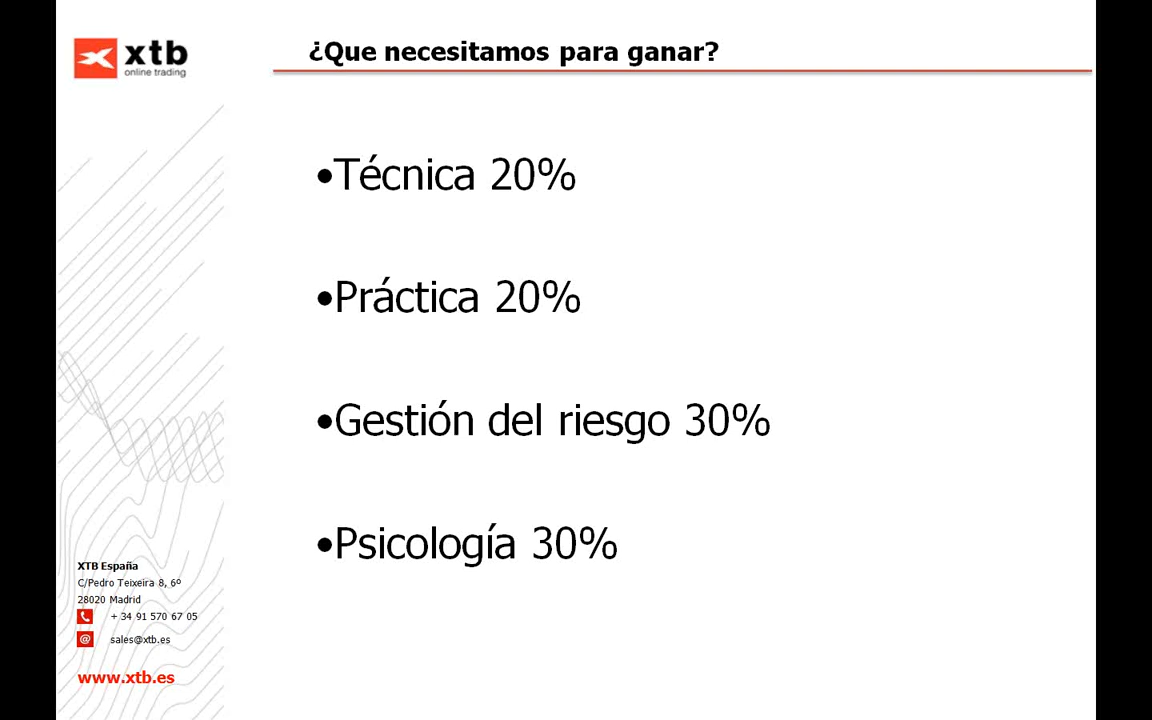 xtb
online trading
¿Que necesitamos para ganar?
•Técnica 20%
•Práctica 20%
•Gestión del riesgo 30%
•Psicología 30%
XTB España
C/Pedro Teixeira 8, 6º
28020 Madrid
+ 34 91 570 67 05
@ sales@xtb.es
www.xtb.es